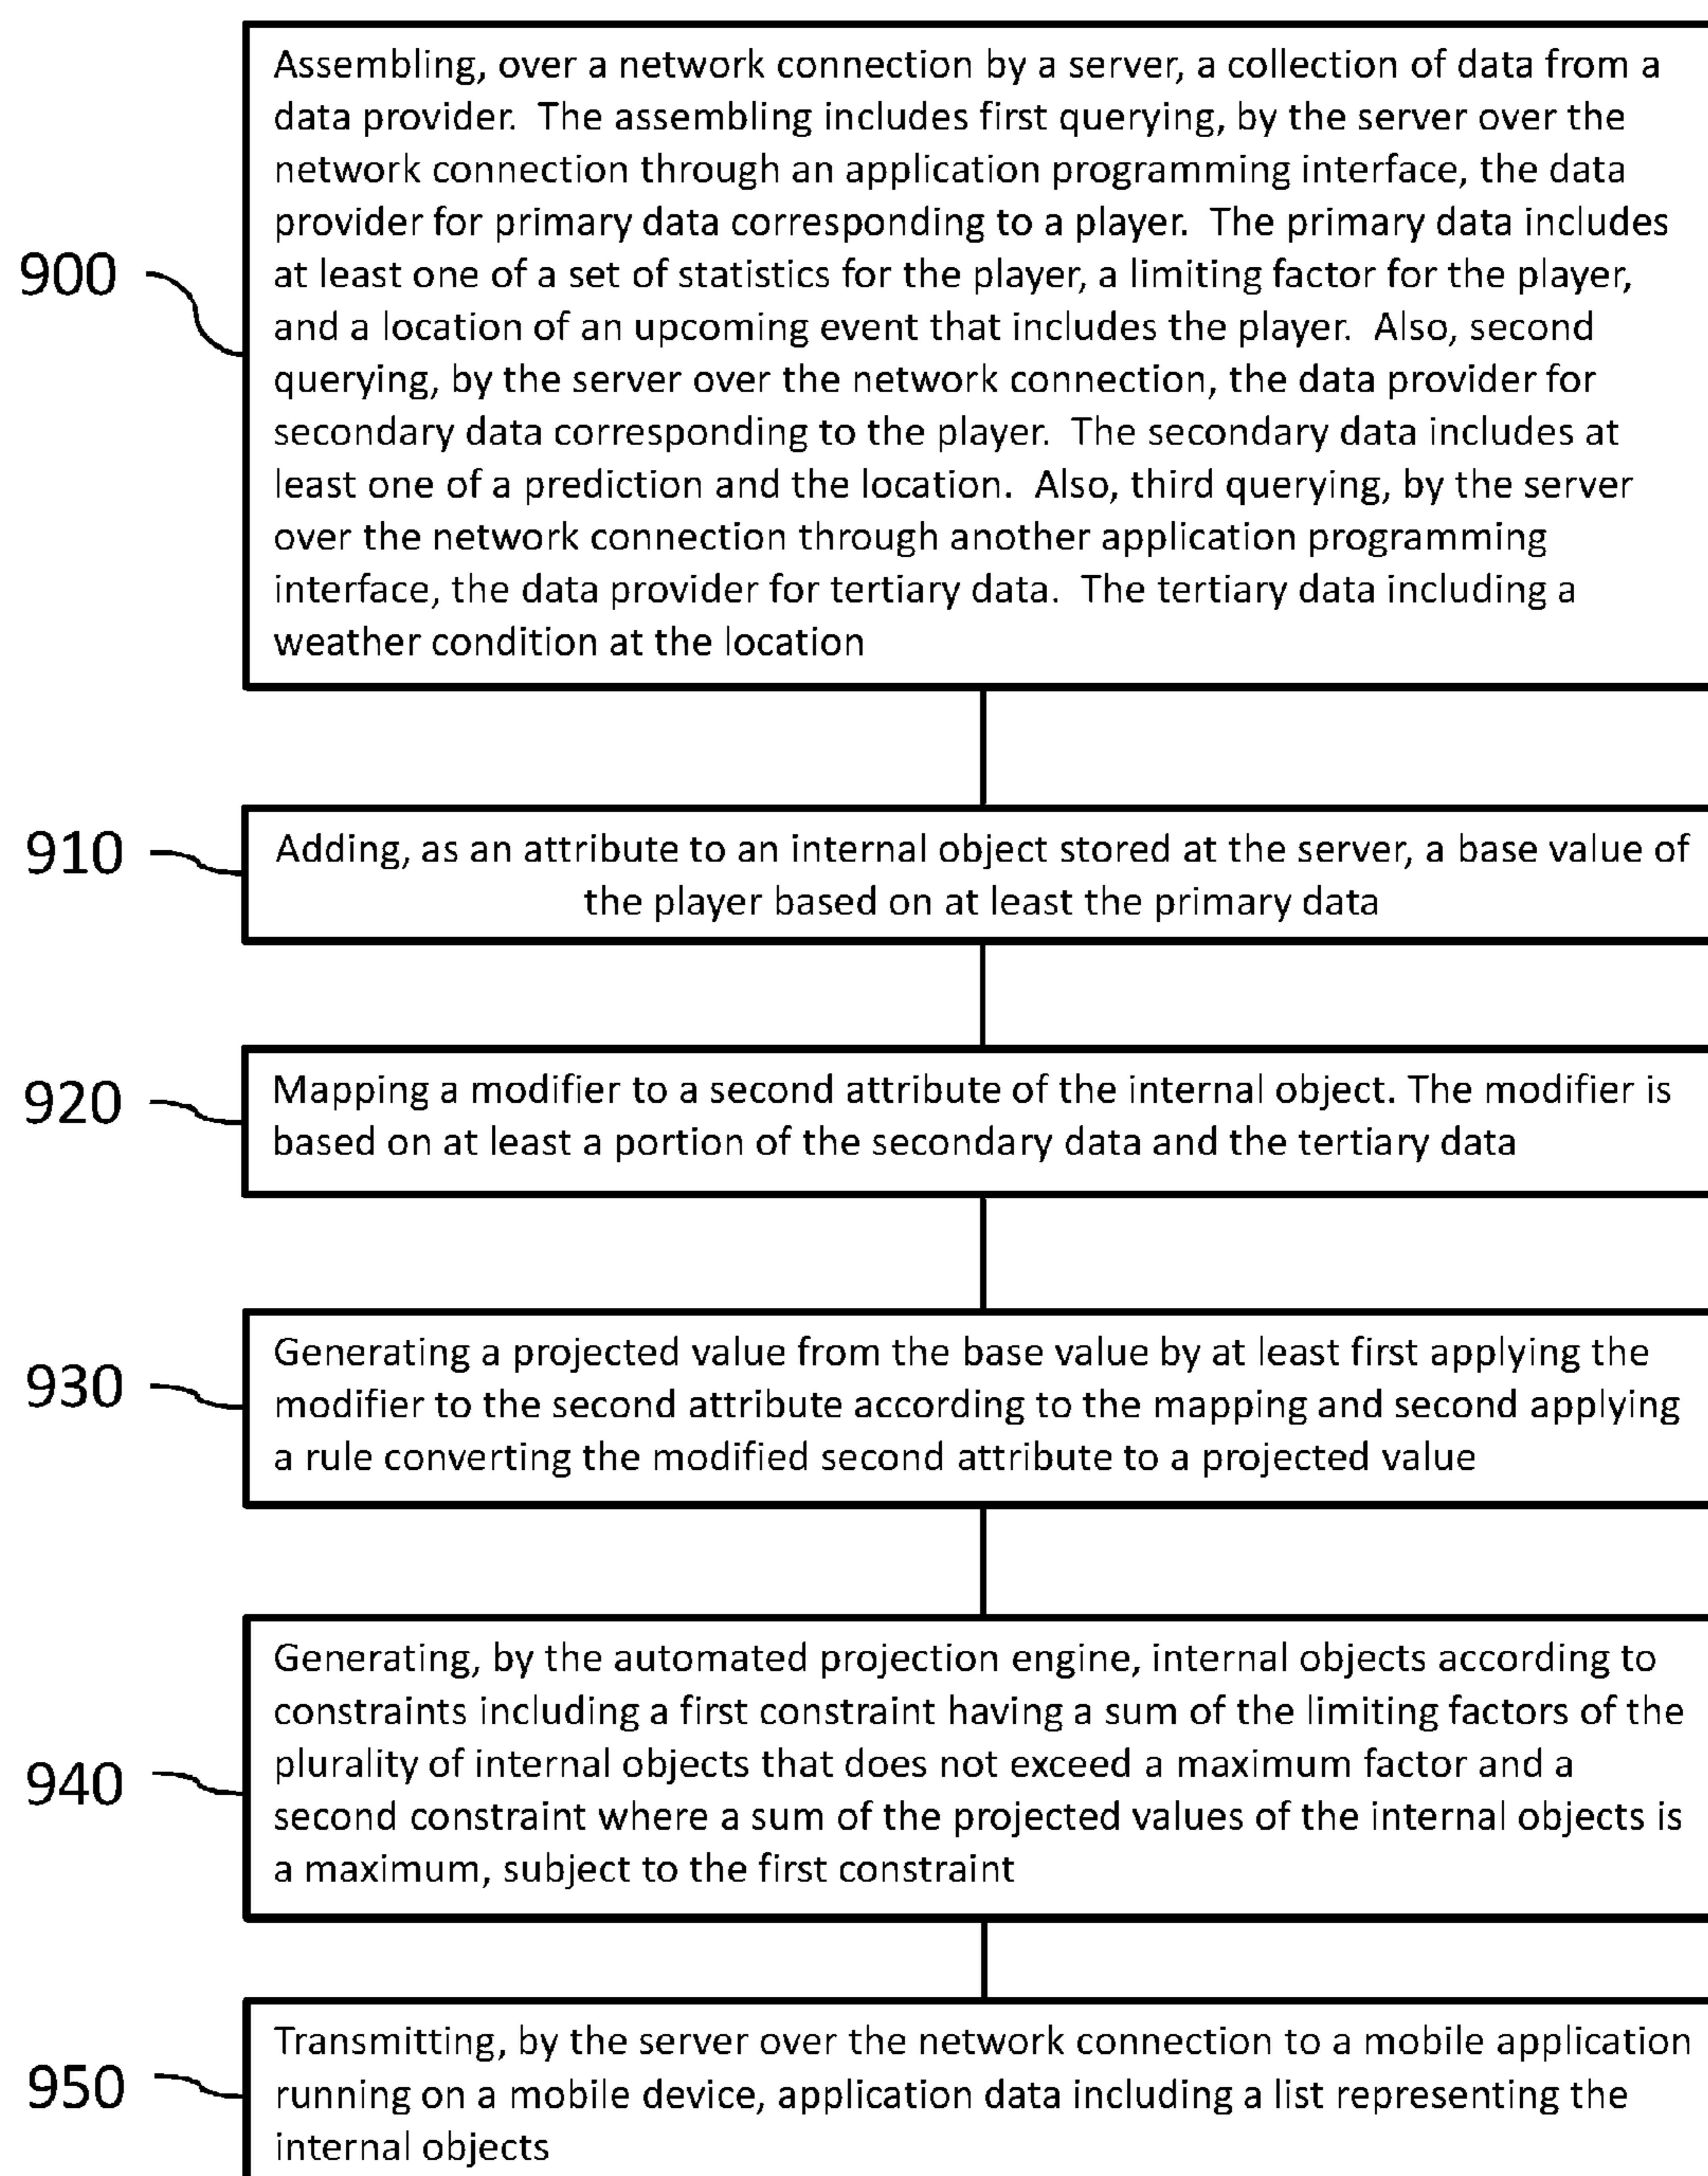 Assembling, over a network connection by a server, a collection of data from a
data provider. The assembling includes first querying, by the server over the
network connection through an application programming interface, the data
provider for primary data corresponding to a player. The primary data includes
at least one of a set of statistics for the player, a limiting factor for the player,
and a location of an upcoming event that includes the player. Also, second
querying, by the server over the network connection, the data provider for
secondary data corresponding to the player. The secondary data includes at
least one of a prediction and the location. Also, third querying, by the server
over the network connection through another application programming
interface, the data provider for tertiary data. The tertiary data including a
weather condition at the location
900
Adding, as an attribute to an internal object stored at the server, a base value of
the player based on at least the primary data
910
Mapping a modifier to a second attribute of the internal object. The modifier is
based on at least a portion of the secondary data and the tertiary data
920
Generating a projected value from the base value by at least first applying the
modifier to the second attribute according to the mapping and second applying
a rule converting the modified second attribute to a projected value
930
Generating, by the automated projection engine, internal objects according to
constraints including a first constraint having a sum of the limiting factors of the
plurality of internal objects that does not exceed a maximum factor and a
second constraint where a sum of the projected values of the internal objects is
a maximum, subject to the first constraint
940
Transmitting, by the server over the network connection to a mobile application
running on a mobile device, application data including a list representing the
internal objects
950